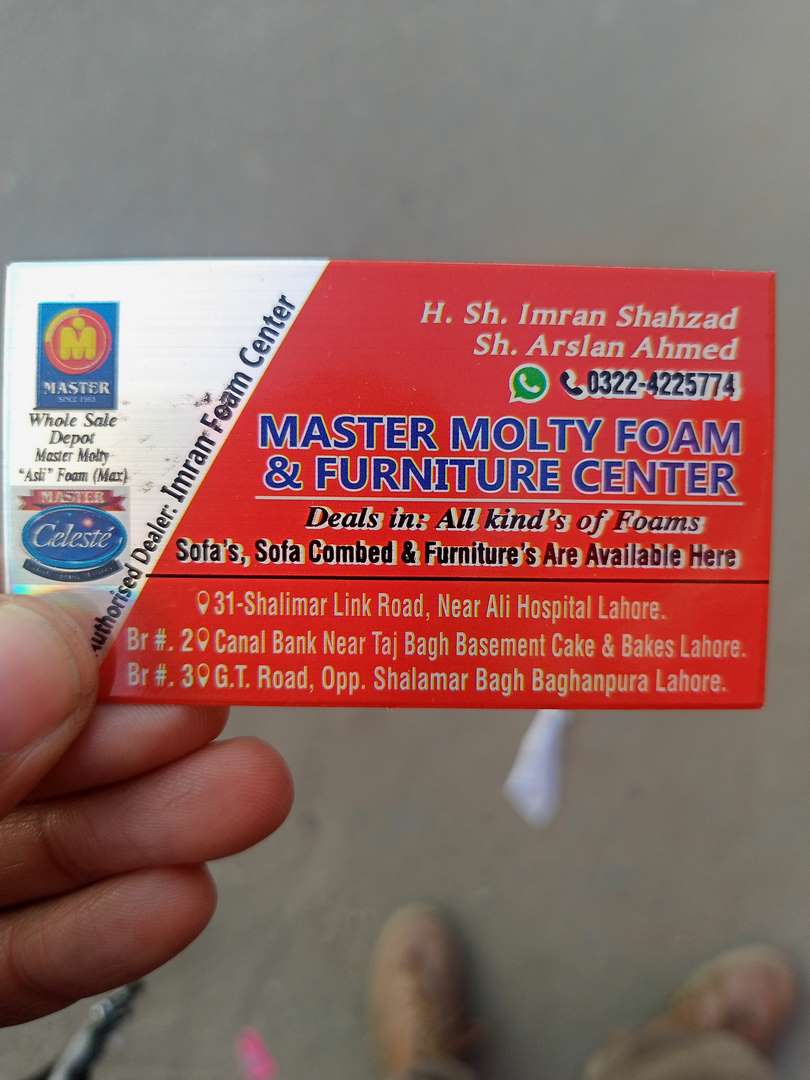 MASTER
SINCE 1963
Whole Sale
Depot
Master Molty
"Asli" Foam (Max)
MASTER
Celesté
Authorised Dealer: Imran Foam Center
H. Sh. Imran Shahzad
Sh. Arslan Ahmed
0322-4225774
MASTER MOLTY FOAM
& FURNITURE CENTER
Deals in: All kind's of Foams
Sofa's, Sofa Combed & Furniture's Are Available Here
31-Shalimar Link Road, Near Ali Hospital Lahore.
Br #. 2 Canal Bank Near Taj Bagh Basement Cake & Bakes Lahore.
Br #. 3 G.T. Road, Opp. Shalamar Bagh Baghanpura Lahore.